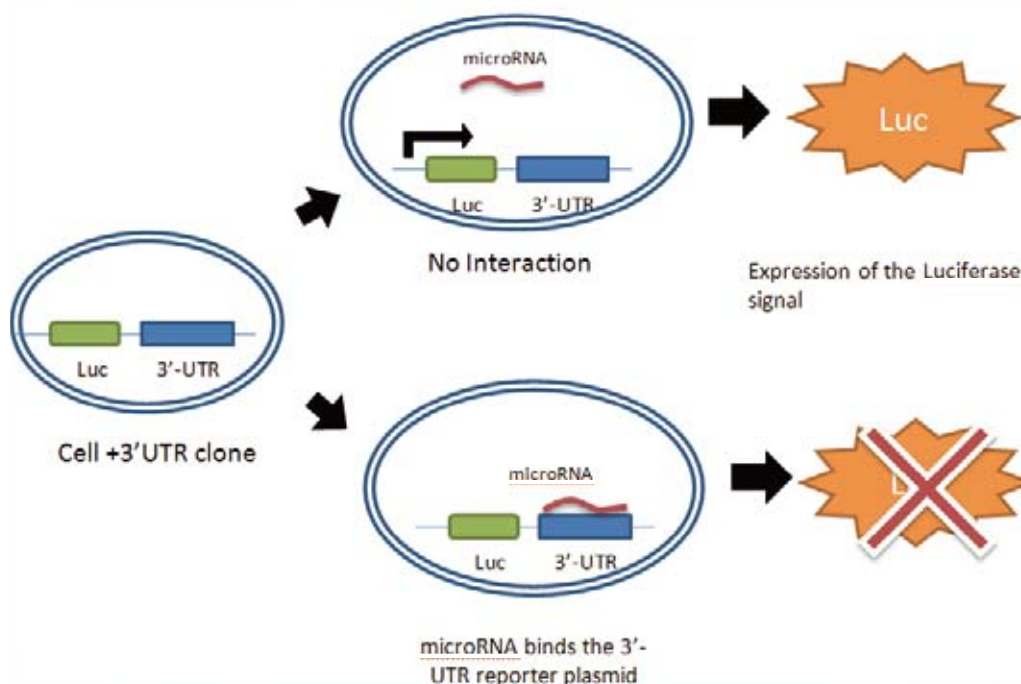 microRNA
Luc
3'-UTR
Luc
No Interaction
Expression of the Luciferase
signal
Luc
3'-UTR
Cell +3'UTR clone
microRNA
Luc
3'-UTR
microRNA binds the 3'-
UTR reporter plasmid